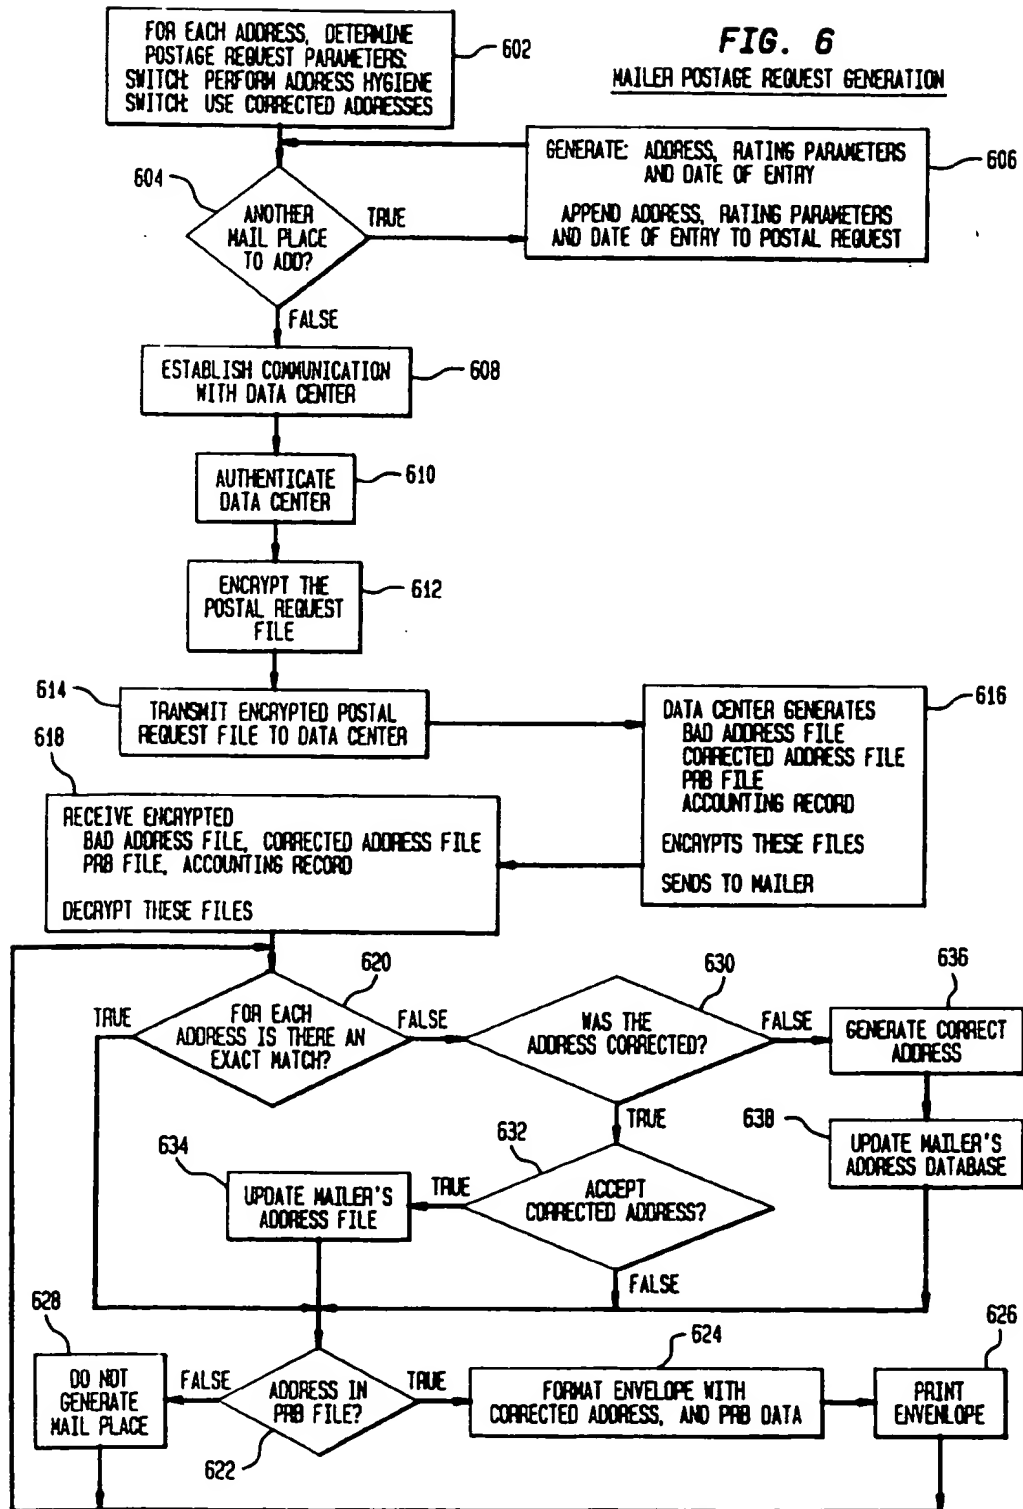 FIG. 6
MAILER POSTAGE REQUEST GENERATION
FOR EACH ADDRESS, DETERMINE
POSTAGE REQUEST PARAMETERS:
SWITCH: PERFORM ADDRESS HYGIENE
SWITCH: USE CORRECTED ADDRESSES
602
604
ANOTHER
MAIL PLACE
TO ADD?
TRUE
FALSE
GENERATE: ADDRESS, RATING PARAMETERS
AND DATE OF ENTRY
APPEND ADDRESS, RATING PARAMETERS
AND DATE OF ENTRY TO POSTAL REQUEST
606
ESTABLISH COMMUNICATION
WITH DATA CENTER
608
AUTHENTICATE
DATA CENTER
610
ENCRYPT THE
POSTAL REQUEST
FILE
612
614
TRANSMIT ENCRYPTED POSTAL
REQUEST FILE TO DATA CENTER
616
DATA CENTER GENERATES
BAD ADDRESS FILE
CORRECTED ADDRESS FILE
PRB FILE
ACCOUNTING RECORD
ENCRYPTS THESE FILES
SENDS TO MAILER
618
RECEIVE ENCRYPTED
BAD ADDRESS FILE, CORRECTED ADDRESS FILE
PRB FILE, ACCOUNTING RECORD
DECRYPT THESE FILES
620
FOR EACH
ADDRESS IS THERE AN
EXACT MATCH?
TRUE
FALSE
630
WAS THE
ADDRESS CORRECTED?
FALSE
TRUE
636
GENERATE CORRECT
ADDRESS
638
UPDATE MAILER'S
ADDRESS DATABASE
632
ACCEPT
CORRECTED ADDRESS?
TRUE
FALSE
634
UPDATE MAILER'S
ADDRESS FILE
628
DO NOT
GENERATE
MAIL PLACE
FALSE
ADDRESS IN
PRB FILE?
622
TRUE
624
FORMAT ENVELOPE WITH
CORRECTED ADDRESS, AND PRB DATA
626
PRINT
ENVENLOPE